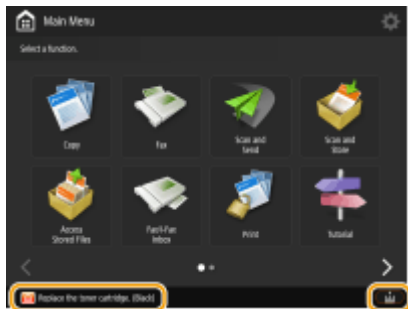 Main Menu
Select a function.
Copy
Fax
Scan and
Send
Scan and
Store
Access
Stored Files
Fax/I-Fax
Inbox
Print
Tutorial
Replace the toner cartridge. (Black)